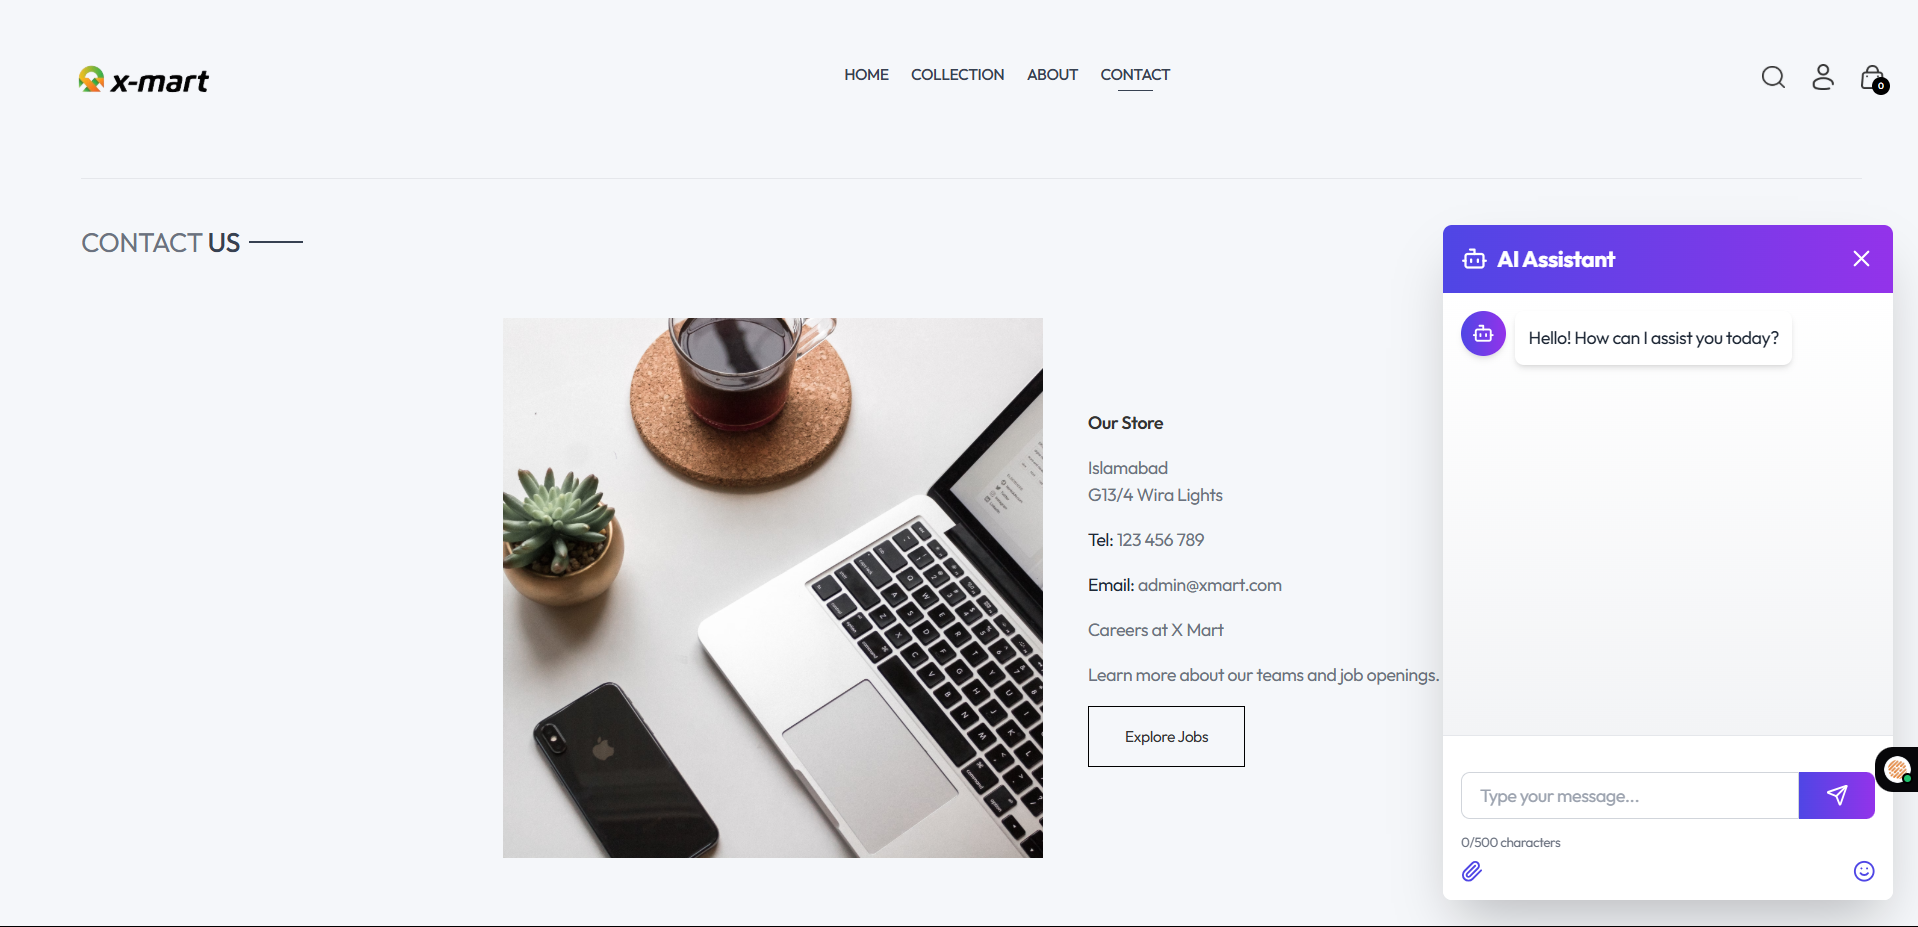 x-mart
HOME
COLLECTION
ABOUT
CONTACT
0
CONTACT US
Our Store
Islamabad
G13/4 Wira Lights
Tel: 123 456 789
Email: admin@xmart.com
Careers at X Mart
Learn more about our teams and job openings.
Explore Jobs
AI Assistant
Hello! How can I assist you today?
Type your message...
0/500 characters